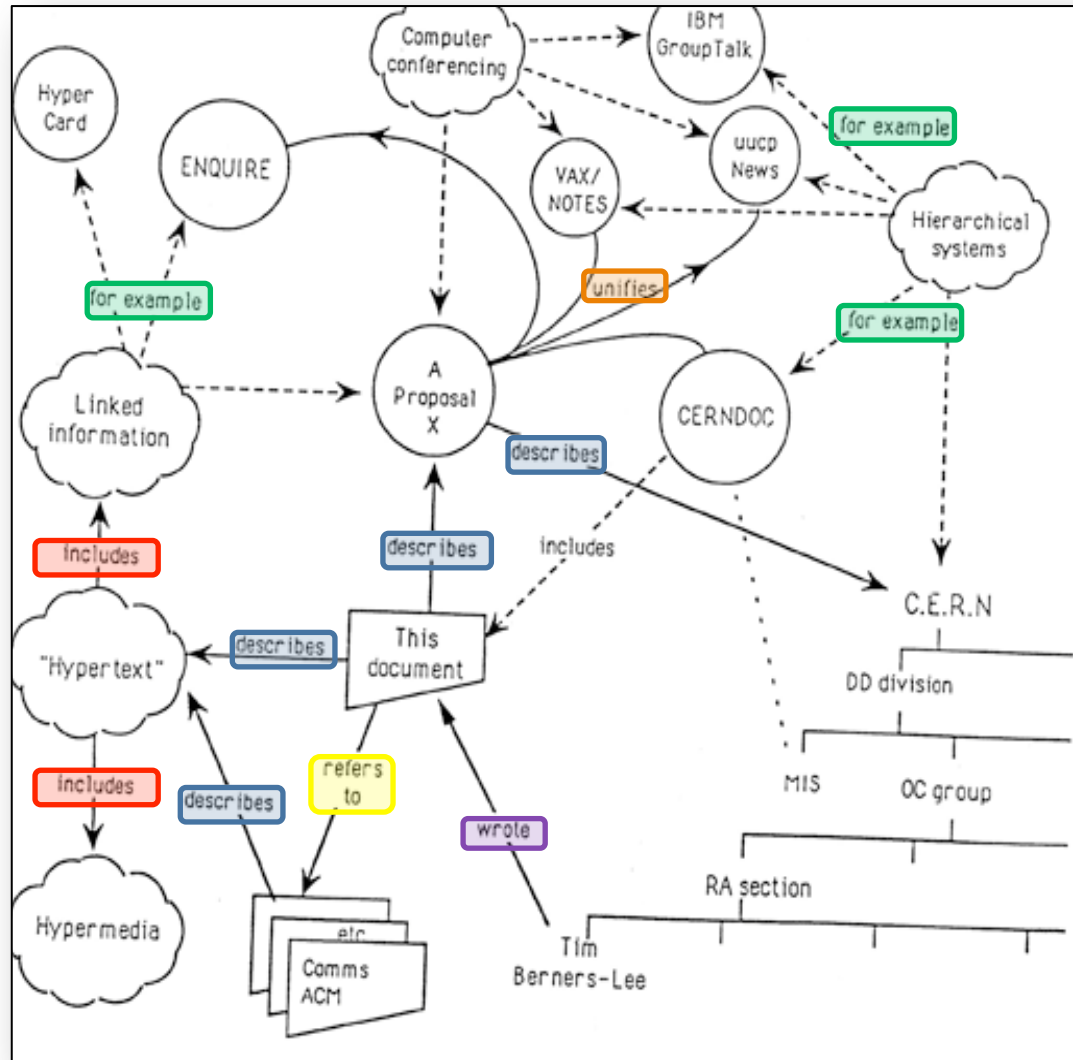 Computer
conferencing
IBM
GroupTalk
Hyper
Card
for example
uucp
News
ENQUIRE
VAX/
NOTES
Hierarchical
systems
unifies
for example
for example
A
Proposal
X
Linked
information
CERNDOC
describes
includes
describes
includes
C.E.R.N
This
document
describes
"Hypertext"
DD division
refers
to
includes
describes
MIS
OC group
wrote
RA section
Hypermedia
etc
Tim
Berners-Lee
Comms
ACM